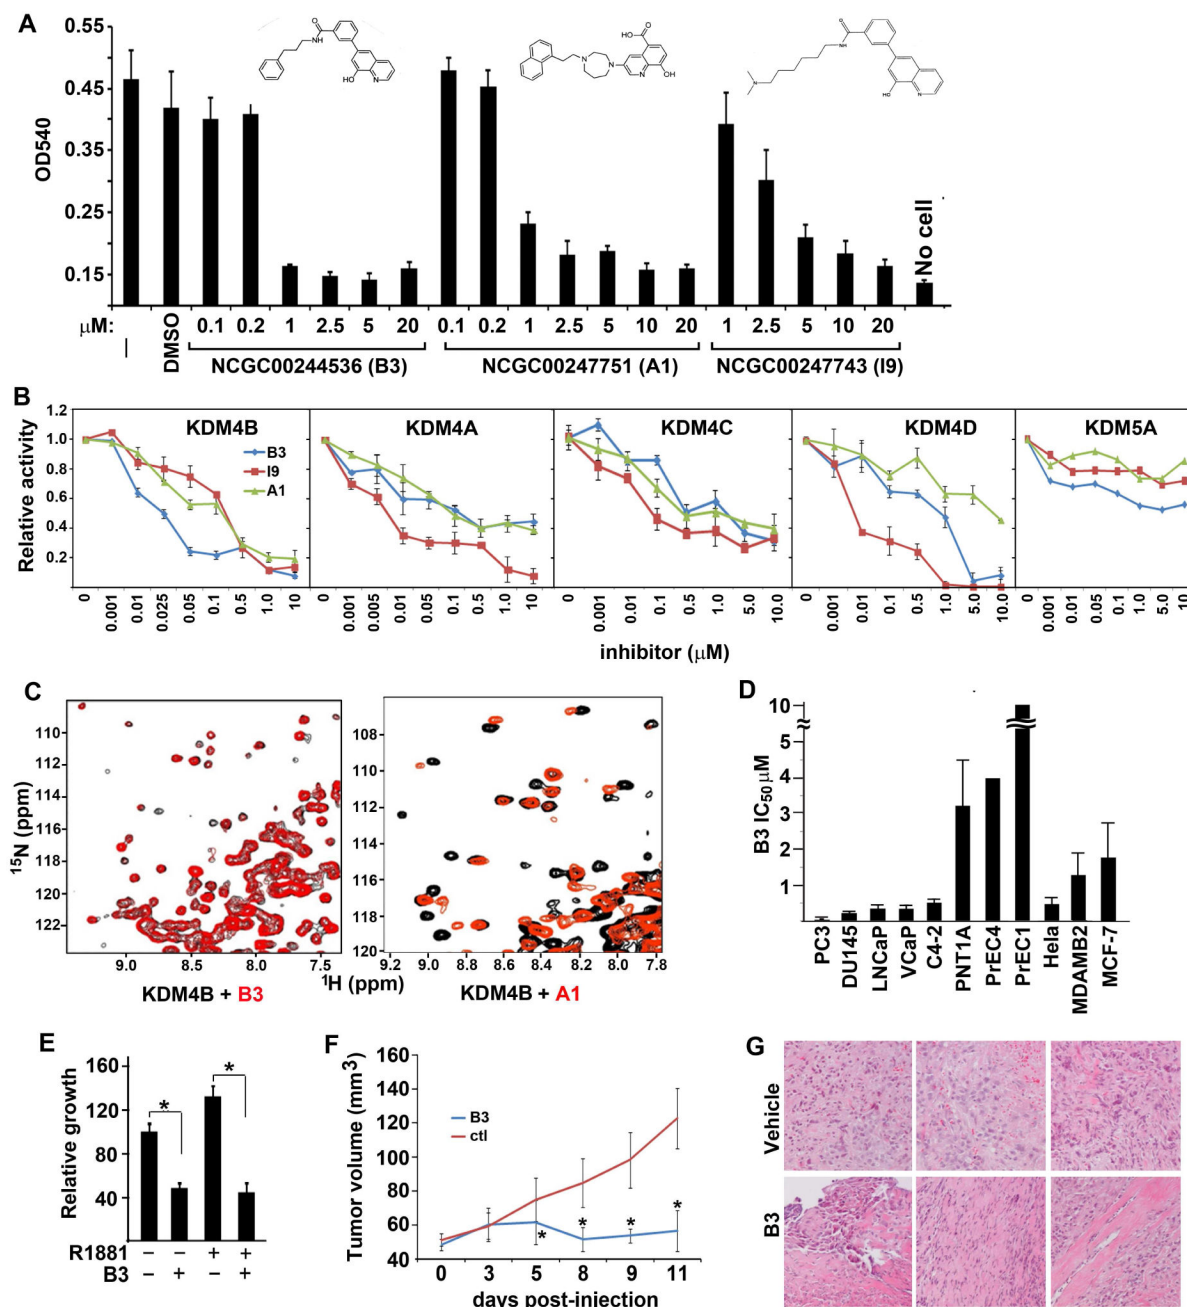 A
0.55
0.45
0.35
0.25
0.15
OD540
O
NH
HO
N
O
OH
N
N
N
OH
O
NH
N
HO
N
No cell
μM:
DMSO
0.1 0.2 1 2.5 5 20
0.1 0.2 1 2.5 5 10 20
1 2.5 5 10 20
NCGC00244536 (B3)
NCGC00247751 (A1)
NCGC00247743 (I9)
B
Relative activity
1.2
1.0
0.8
0.6
0.4
0.2
KDM4B
B3
I9
A1
KDM4A
KDM4C
KDM4D
KDM5A
0 0.001 0.01 0.025 0.05 0.1 .5 1.0 10
0 0.001 0.005 0.01 .05 0.1 .5 1.0 10
0 0.001 0.01 0.1 0.5 1.0 5.0 10.0
0 0.001 .01 0.1 0.5 1.0 5.0 10.0
0 0.001 .01 .05 0.1 1.0 5.0 10
inhibitor (μM)
C
15N (ppm)
110
112
114
116
118
120
122
9.0 8.5 8.0 7.5
108
110
112
114
116
118
120
9.2 9.0 8.8 8.6 8.4 8.2 8.0 7.8
1H (ppm)
KDM4B + B3
KDM4B + A1
D
B3 IC50 μM
10
5
4
3
2
1
PC3
DU145
LNCaP
VCaP
C4-2
PNT1A
PrEC4
PrEC1
Hela
MDAMB2
MCF-7
E
Relative growth
160
120
80
40
* *
R1881 – – + +
B3 – + – +
F
Tumor volume (mm3)
160
140
120
100
80
60
40
B3
ctl
* * * *
0 3 5 8 9 11
days post-injection
G
Vehicle
B3